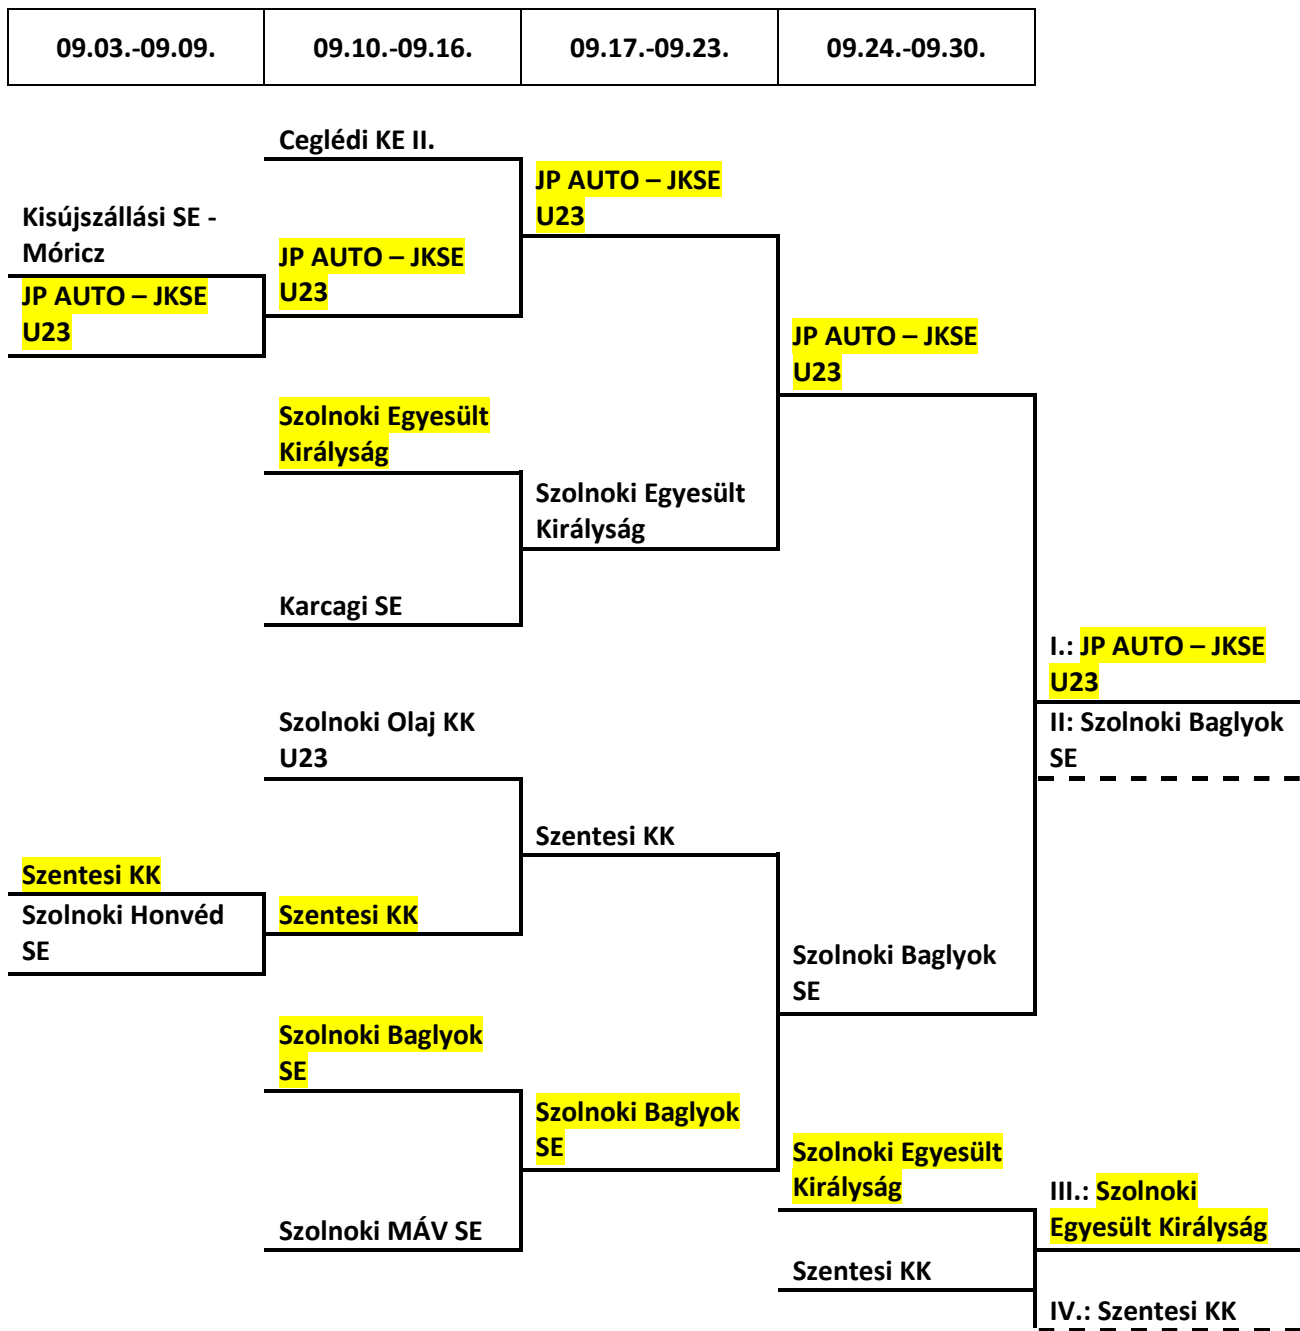 09.03.-09.09. 09.10.-09.16. 09.17.-09.23. 09.24.-09.30.
Kisújszállási SE -
Móricz
JP AUTO – JKSE
U23
Szentesi KK
Szolnoki Honvéd
SE
Ceglédi KE II.
JP AUTO – JKSE
U23
Szolnoki Egyesült
Királyság
Karcagi SE
Szolnoki Olaj KK
U23
Szentesi KK
Szolnoki Baglyok
SE
Szolnoki MÁV SE
JP AUTO – JKSE
U23
Szolnoki Egyesült
Királyság
Szentesi KK
Szolnoki Baglyok
SE
JP AUTO – JKSE
U23
Szolnoki Baglyok
SE
Szolnoki Egyesült
Királyság
Szentesi KK
I.: JP AUTO – JKSE
U23
II: Szolnoki Baglyok
SE
III.: Szolnoki
Egyesült Királyság
IV.: Szentesi KK